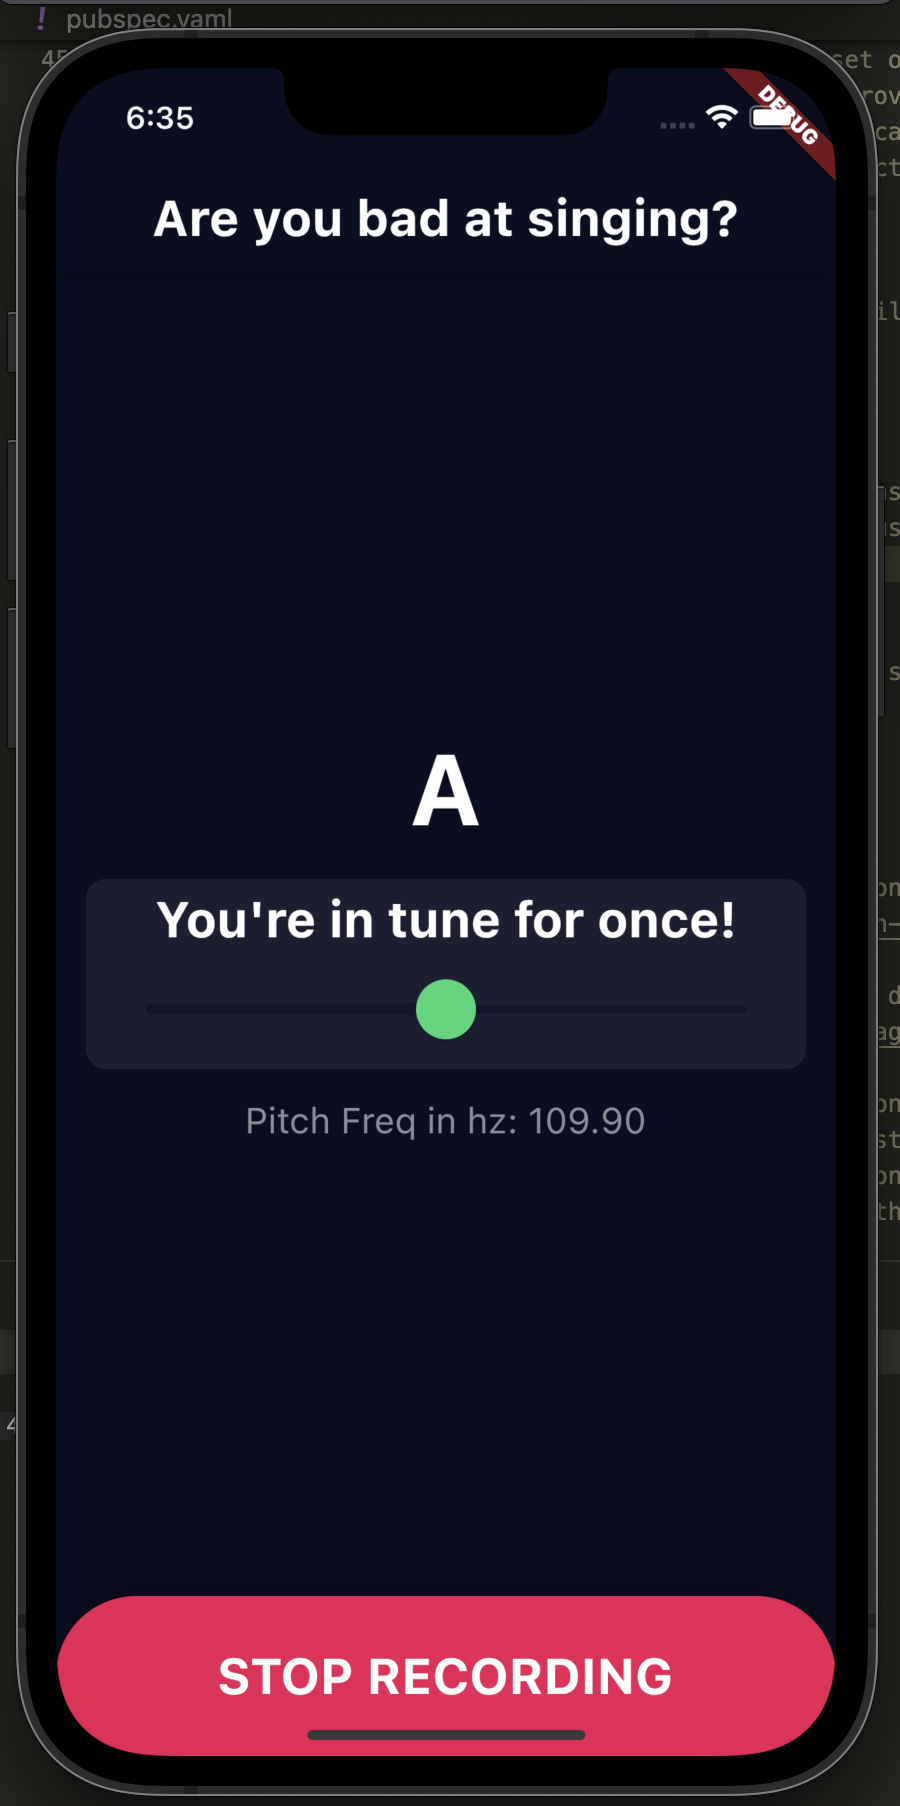 ! pubspec.yaml
45
6:35
DEBUG
Are you bad at singing?
A
You're in tune for once!
Pitch Freq in hz: 109.90
STOP RECORDING